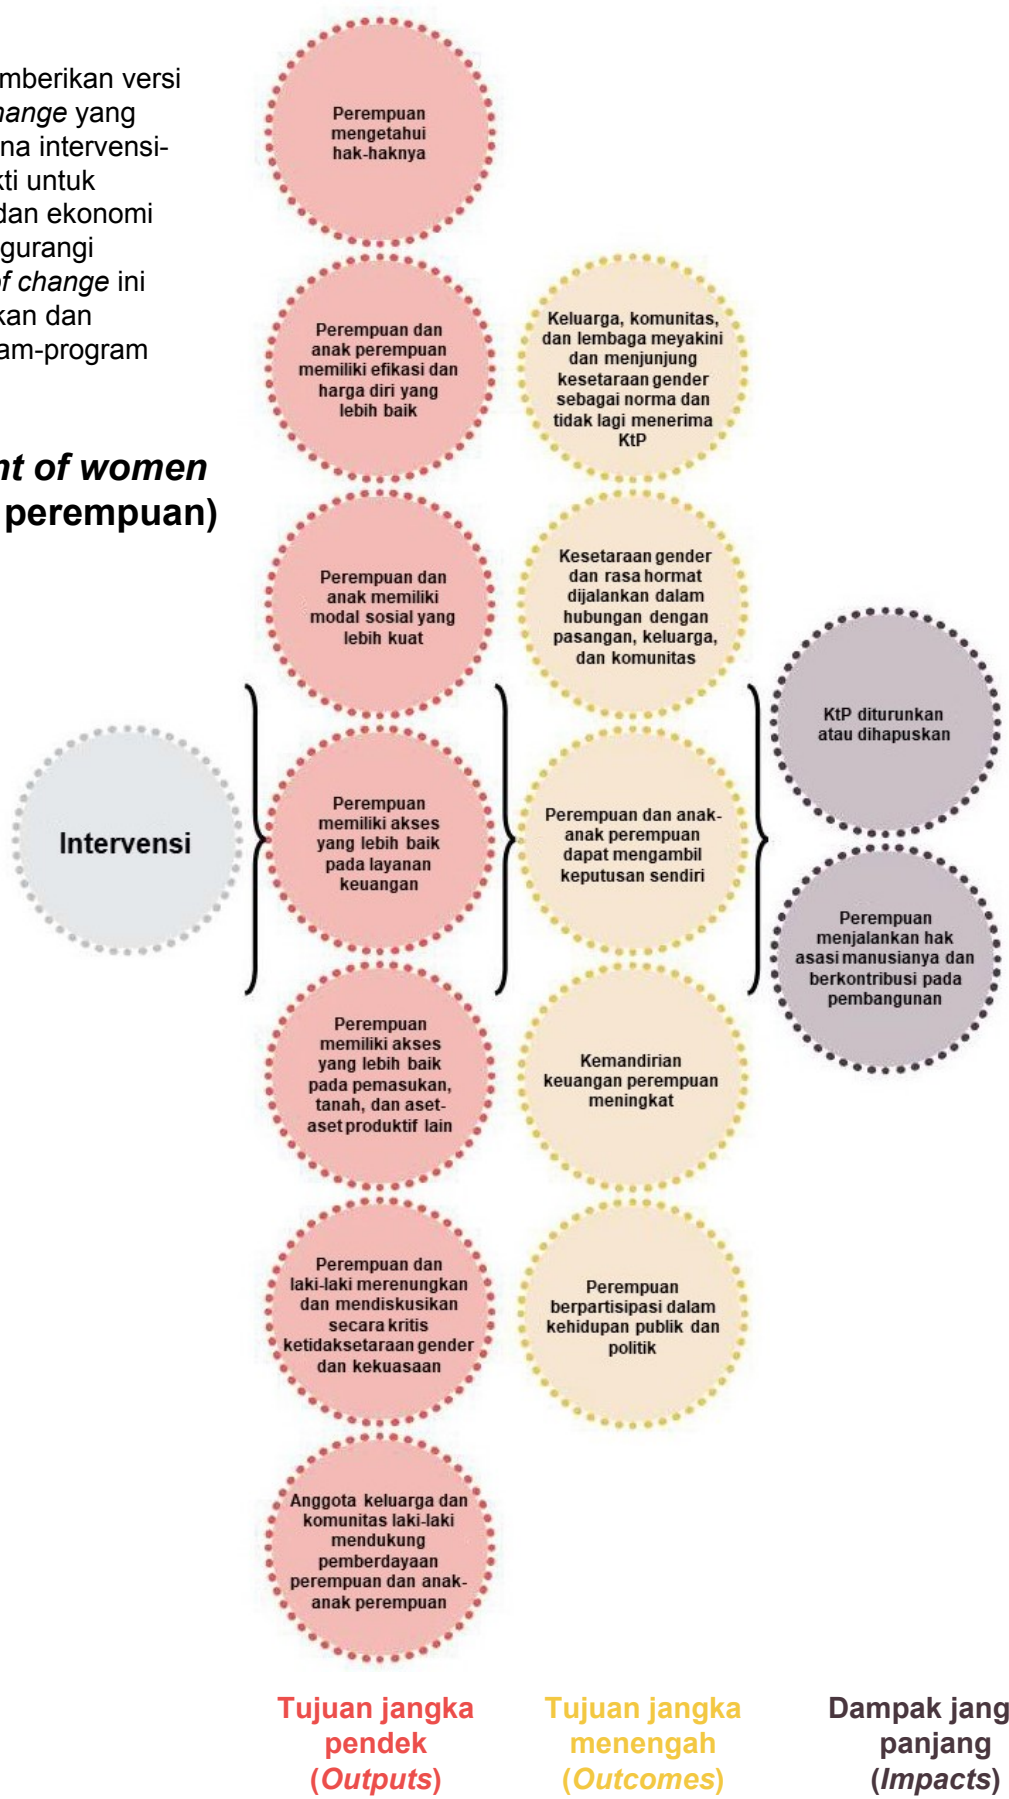 mberikan versi
hange yang
na intervensi-
kti untuk
dan ekonomi
gurangi
of change ini
kan dan
am-program
nt of women
perempuan)
Intervensi
Perempuan
mengetahui
hak-haknya
Perempuan dan
anak perempuan
memiliki efikasi dan
harga diri yang
lebih baik
Perempuan dan
anak memiliki
modal sosial yang
lebih kuat
Perempuan
memiliki akses
yang lebih baik
pada layanan
keuangan
Perempuan
memiliki akses
yang lebih baik
pada pemasukan,
tanah, dan aset-
aset produktif lain
Perempuan dan
laki-laki merenungkan
dan mendiskusikan
secara kritis
ketidaksetaraan gender
dan kekuasaan
Anggota keluarga dan
komunitas laki-laki
mendukung
pemberdayaan
perempuan dan anak-
anak perempuan
Tujuan jangka
pendek
(Outputs)
Keluarga, komunitas,
dan lembaga meyakini
dan menjunjung
kesetaraan gender
sebagai norma dan
tidak lagi menerima
KtP
Kesetaraan gender
dan rasa hormat
dijalankan dalam
hubungan dengan
pasangan, keluarga,
dan komunitas
Perempuan dan anak-
anak perempuan
dapat mengambil
keputusan sendiri
Kemandirian
keuangan perempuan
meningkat
Perempuan
berpartisipasi dalam
kehidupan publik dan
politik
Tujuan jangka
menengah
(Outcomes)
KtP diturunkan
atau dihapuskan
Perempuan
menjalankan hak
asasi manusianya dan
berkontribusi pada
pembangunan
Dampak jang
panjang
(Impacts)